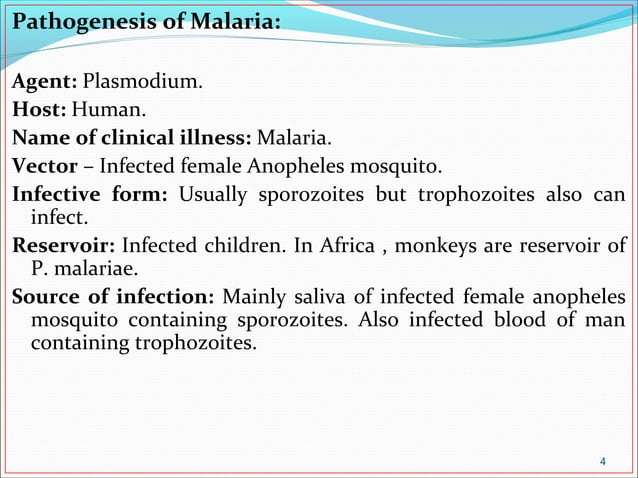 Pathogenesis of Malaria:
Agent: Plasmodium.
Host: Human.
Name of clinical illness: Malaria.
Vector – Infected female Anopheles mosquito.
Infective form: Usually sporozoites but trophozoites also can
infect.
Reservoir: Infected children. In Africa , monkeys are reservoir of
P. malariae.
Source of infection: Mainly saliva of infected female anopheles
mosquito containing sporozoites. Also infected blood of man
containing trophozoites.
4